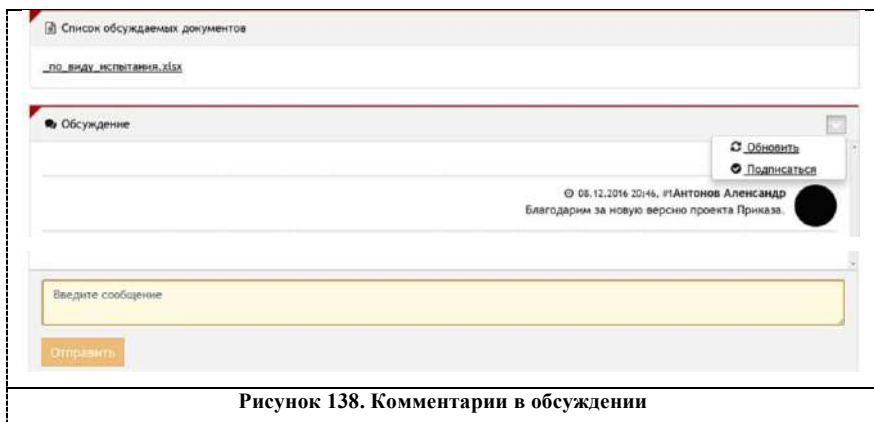 Список обсуждаемых документов
_по_виду_испытания.xlsx
Обсуждение
Обновить
Подписаться
08.12.2016 20:46, #1Антонов Александр
Благодарим за новую версию проекта Приказа.
Введите сообщение
Отправить
Рисунок 138. Комментарии в обсуждении